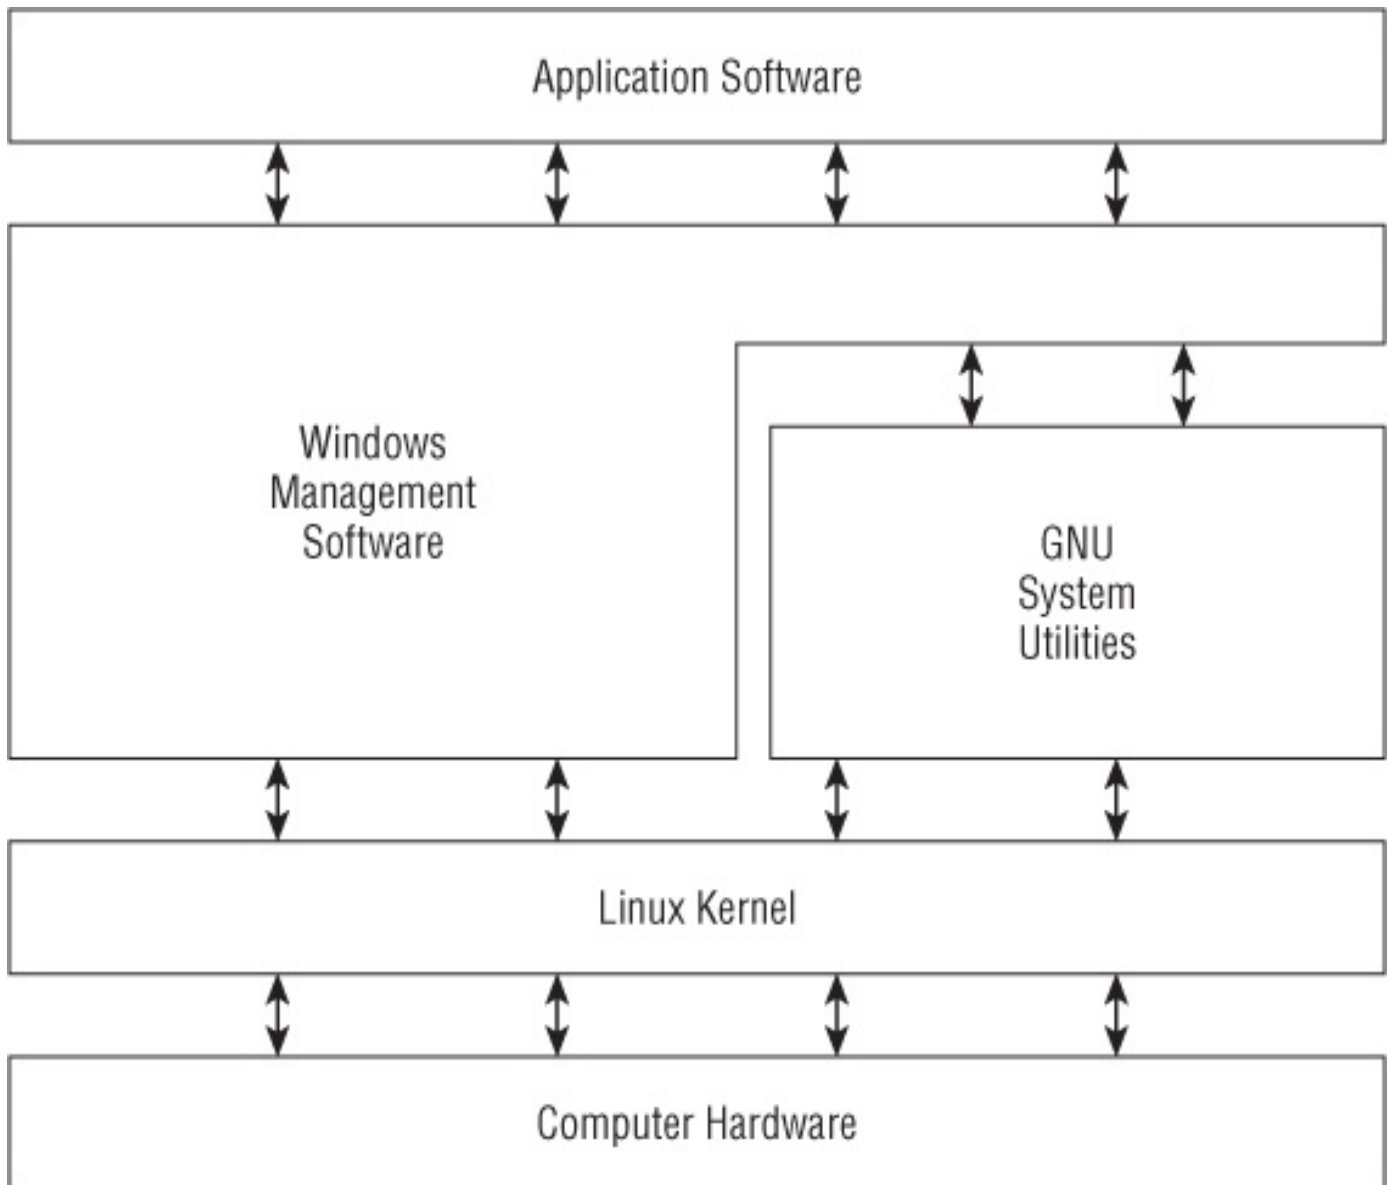 Application Software
Windows
Management
Software
GNU
System
Utilities
Linux Kernel
Computer Hardware